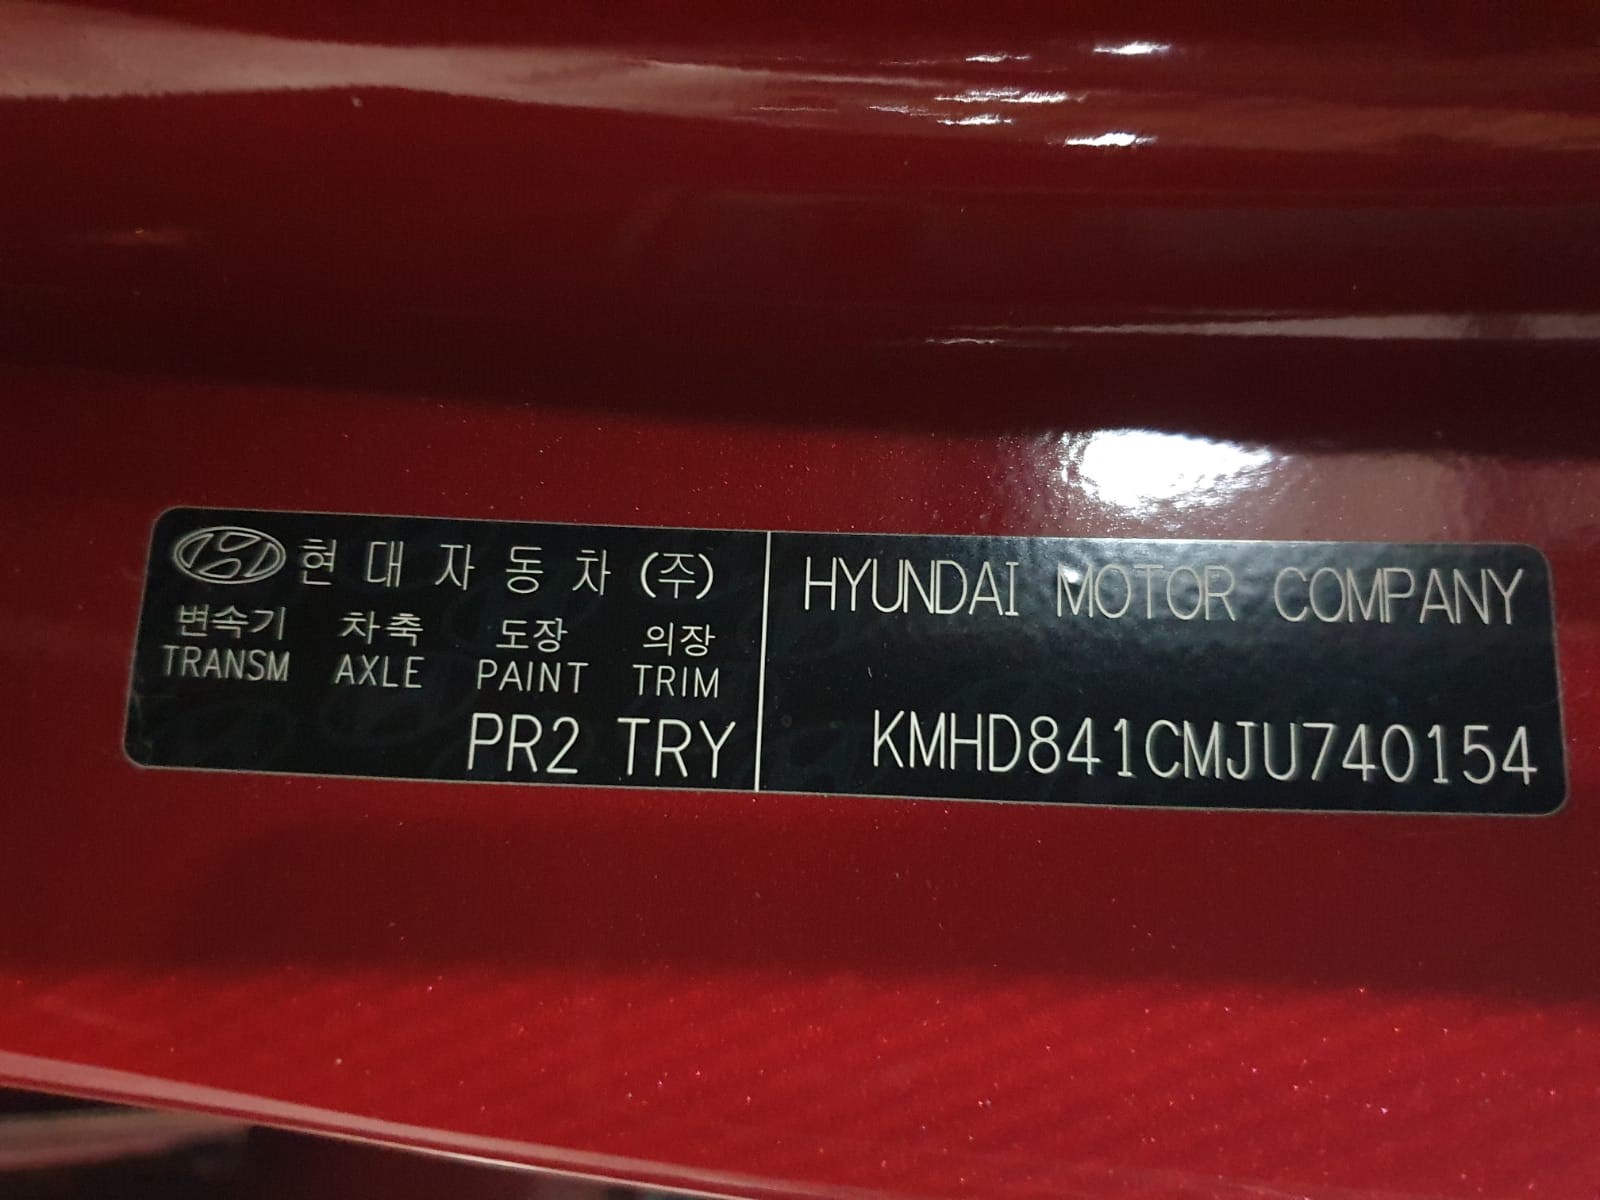 현대자동차(주)
변속기 차축 도장 의장
TRANSM AXLE PAINT TRIM
PR2 TRY
HYUNDAI MOTOR COMPANY
KMHD841CMJU740154